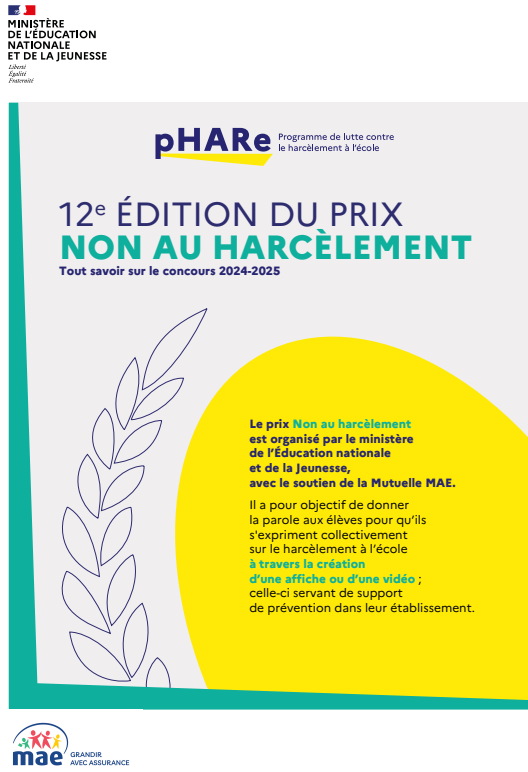 MINISTÈRE
DE L'ÉDUCATION
NATIONALE
ET DE LA JEUNESSE
Liberté
Égalité
Fraternité
pHARe
Programme de lutte contre
le harcèlement à l'école
12e ÉDITION DU PRIX
NON AU HARCÈLEMENT
Tout savoir sur le concours 2024-2025
Le prix Non au harcèlement
est organisé par le ministère
de l'Éducation nationale
et de la Jeunesse,
avec le soutien de la Mutuelle MAE.
Il a pour objectif de donner
la parole aux élèves pour qu'ils
s'expriment collectivement
sur le harcèlement à l'école
à travers la création
d'une affiche ou d'une vidéo ;
celle-ci servant de support
de prévention dans leur établissement.
mae
GRANDIR
AVEC ASSURANCE